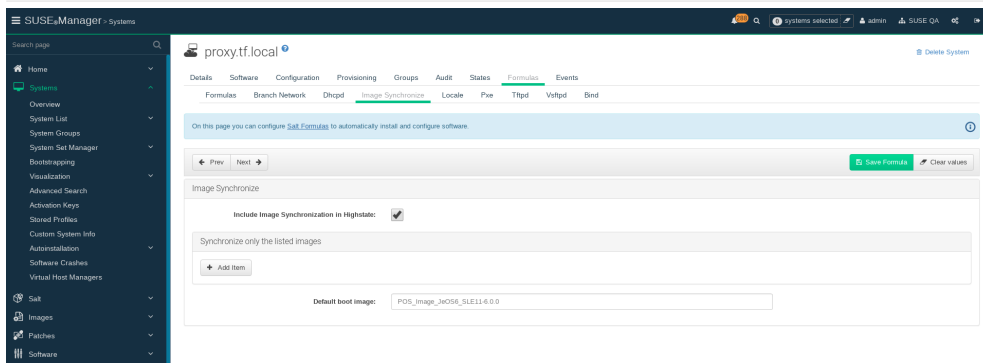 SUSE®Manager > Systems
systems selected
admin
SUSE QA
Search page
Home
Systems
Overview
System List
System Groups
System Set Manager
Bootstrapping
Visualization
Advanced Search
Activation Keys
Stored Profiles
Custom System Info
Autoinstallation
Software Crashes
Virtual Host Managers
Salt
Images
Patches
Software
proxy.tf.local ?
Delete System
Details Software Configuration Provisioning Groups Audit States Formulas Events
Formulas Branch Network Dhcpd Image Synchronize Locale Pxe Tftpd Vsftpd Bind
On this page you can configure Salt Formulas to automatically install and configure software.
Prev Next
Save Formula Clear values
Image Synchronize
Include Image Synchronization in Highstate:
Synchronize only the listed images
+ Add Item
Default boot image: POS_Image_JeOS6_SLE11-6.0.0